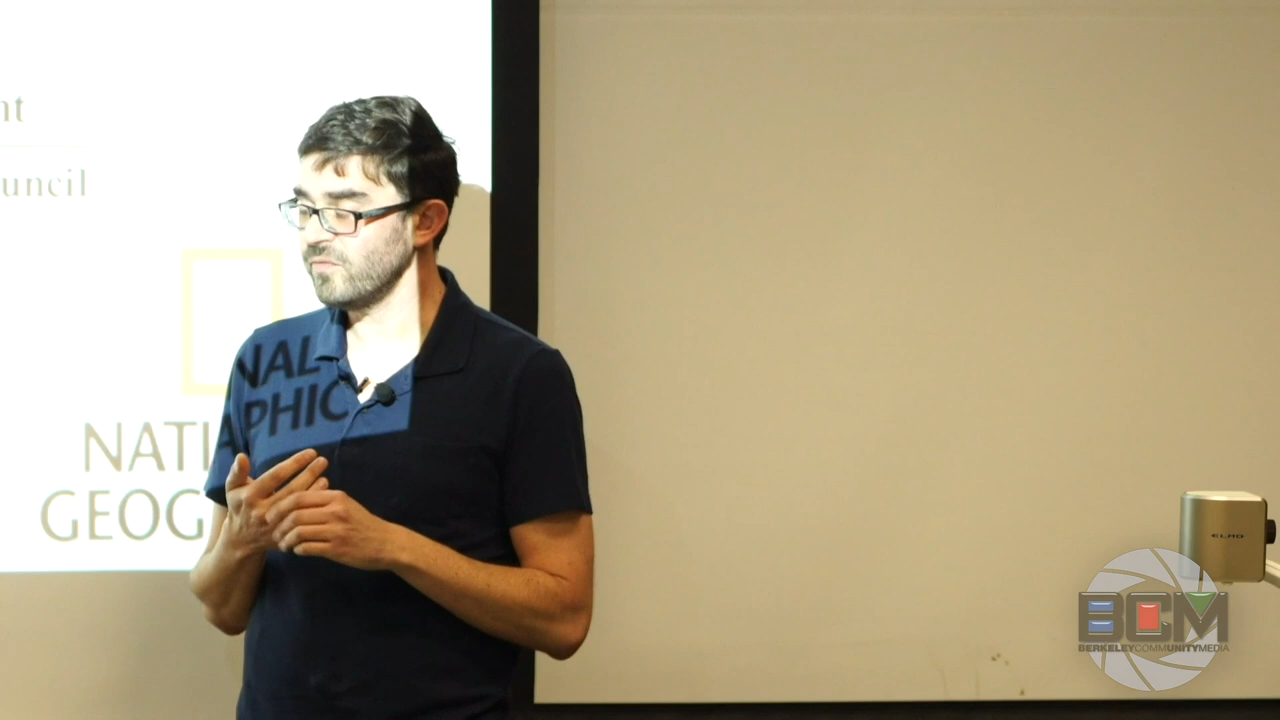 nt
uncil
NATI NAL
GEOG APHIC
ELMO
BCM
BERKELEYCOMMUNITYMEDIA